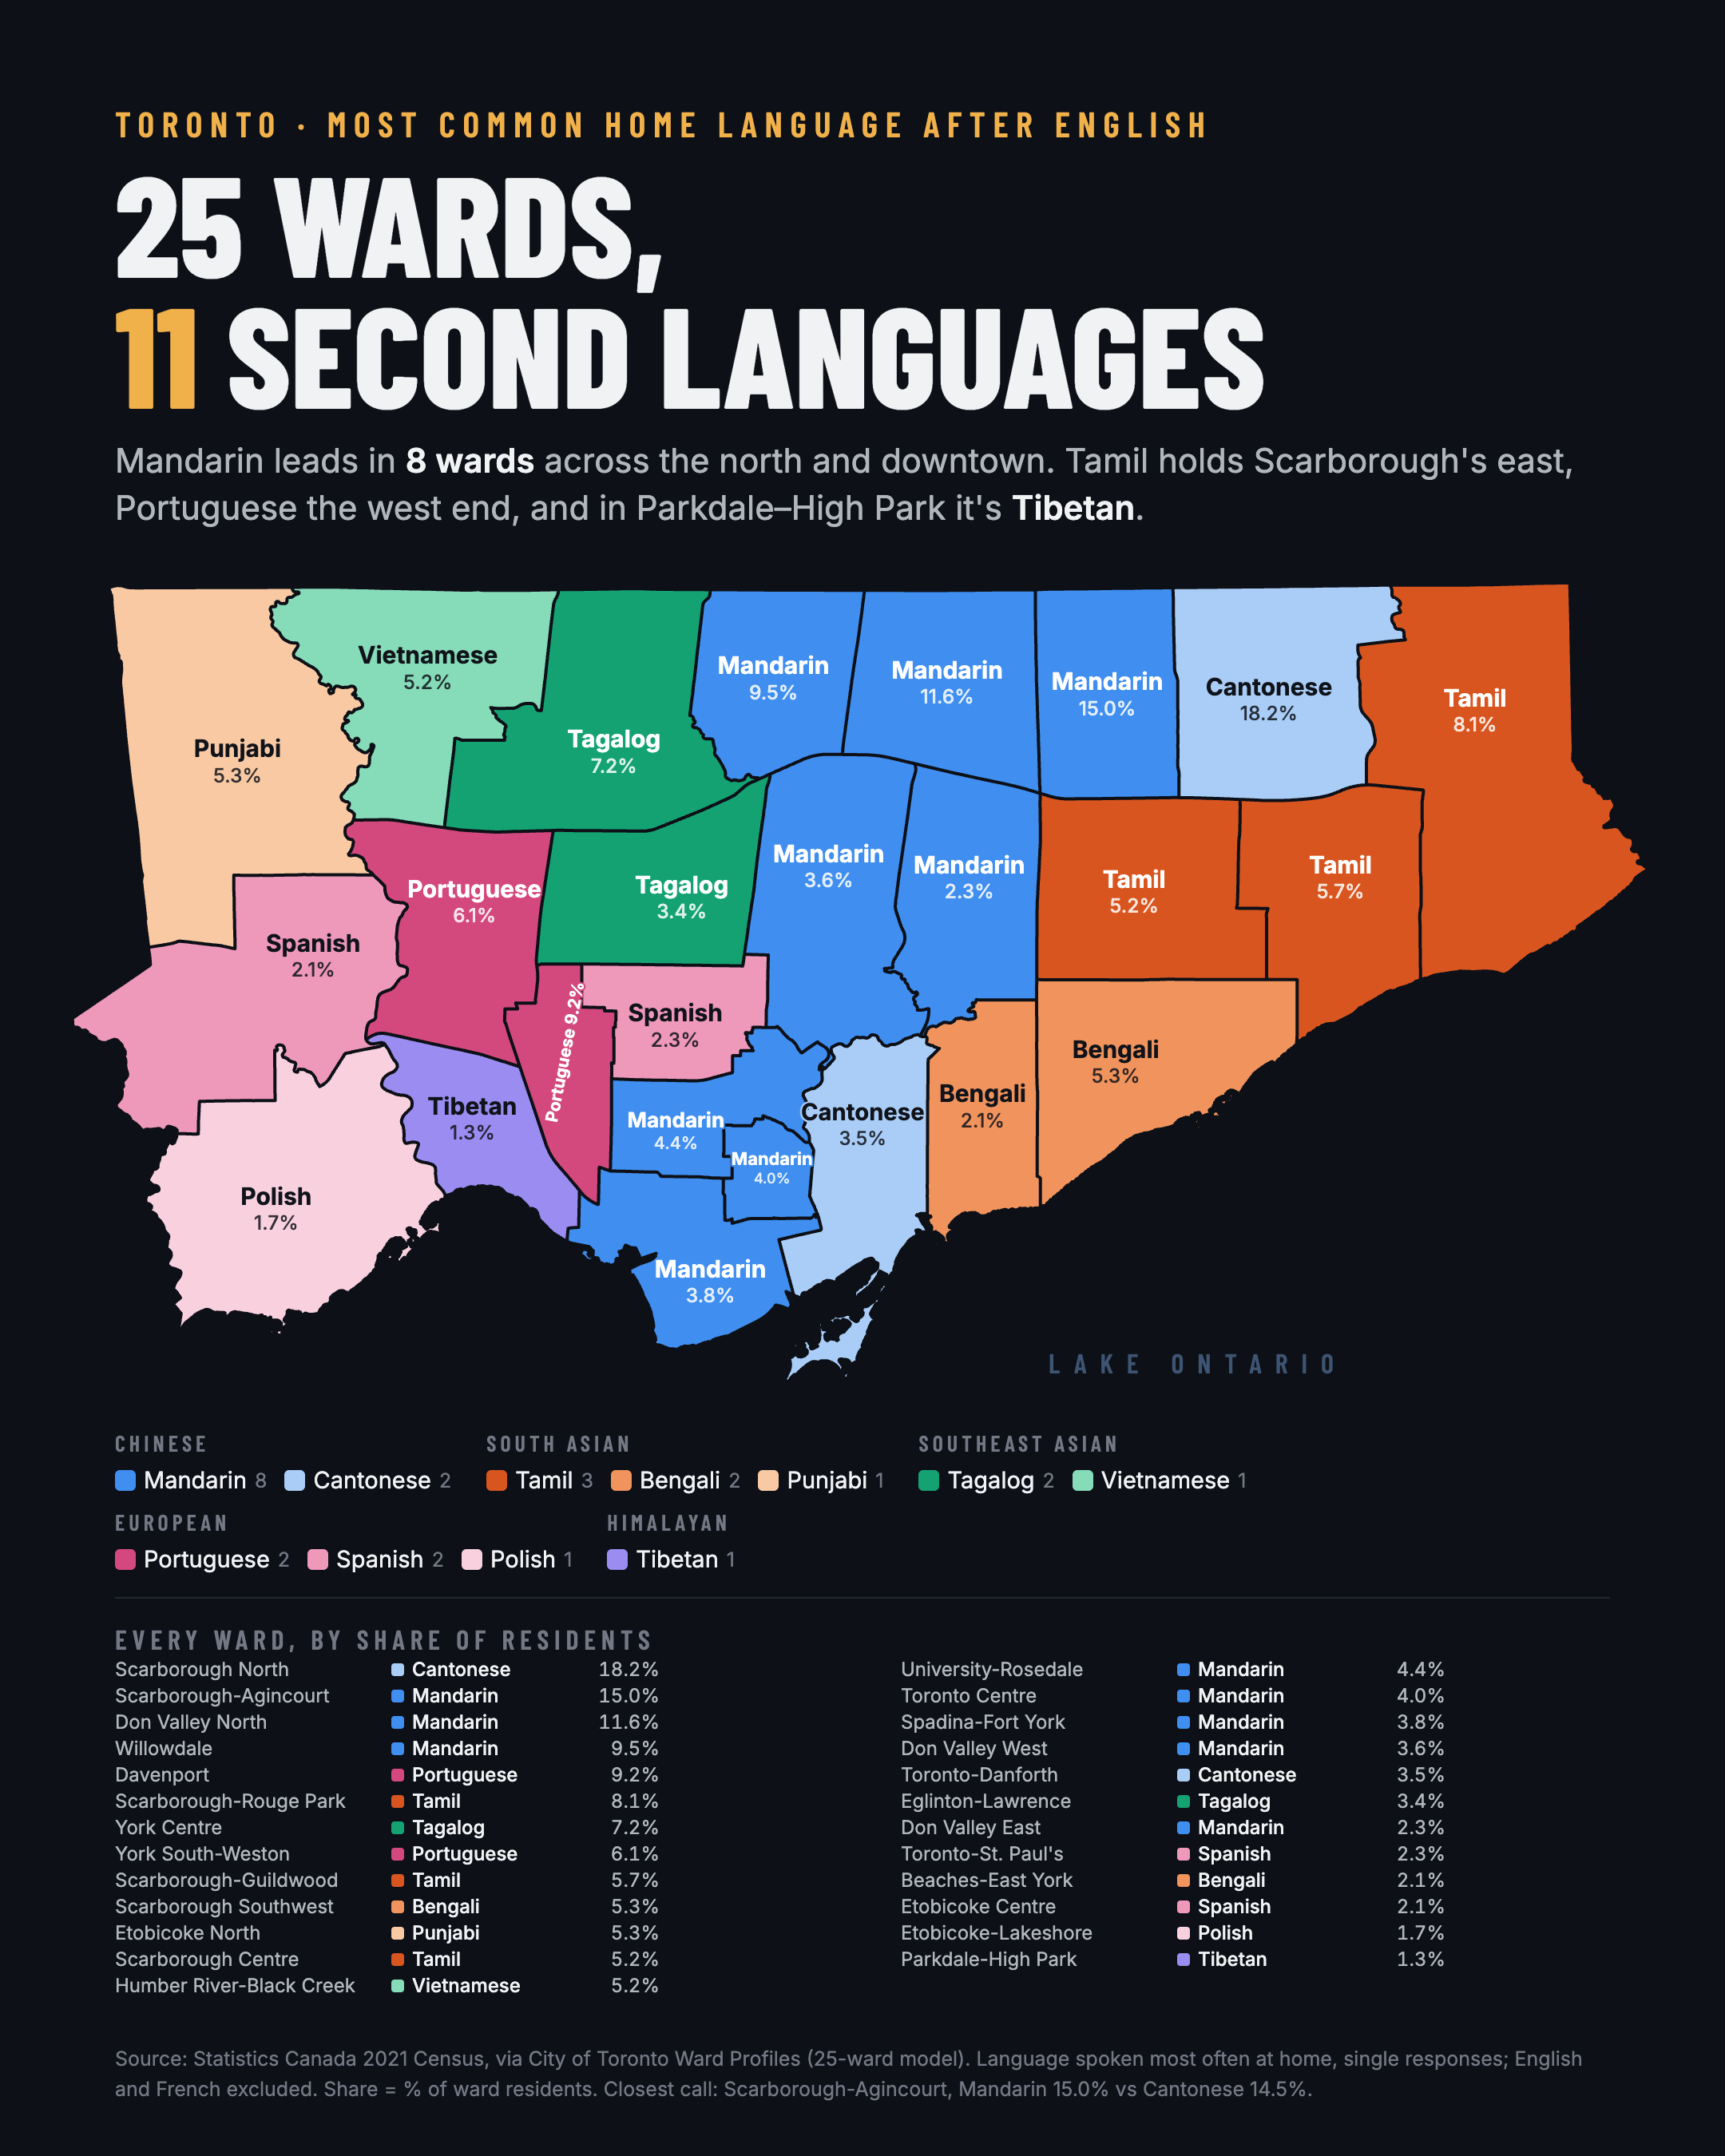 TORONTO · MOST COMMON HOME LANGUAGE AFTER ENGLISH
25 WARDS,
11 SECOND LANGUAGES
Mandarin leads in 8 wards across the north and downtown. Tamil holds Scarborough's east,
Portuguese the west end, and in Parkdale–High Park it's Tibetan.
Vietnamese
5.2%
Mandarin
9.5%
Mandarin
11.6%
Mandarin
15.0%
Cantonese
18.2%
Tamil
8.1%
Punjabi
5.3%
Tagalog
7.2%
Mandarin
3.6%
Mandarin
2.3%
Tamil
5.2%
Tamil
5.7%
Portuguese
6.1%
Tagalog
3.4%
Spanish
2.1%
Portuguese 9.2%
Spanish
2.3%
Bengali
5.3%
Bengali
2.1%
Tibetan
1.3%
Mandarin
4.4%
Cantonese
3.5%
Mandarin
4.0%
Polish
1.7%
Mandarin
3.8%
LAKE ONTARIO
CHINESE
Mandarin 8 Cantonese 2
SOUTH ASIAN
Tamil 3 Bengali 2 Punjabi 1
SOUTHEAST ASIAN
Tagalog 2 Vietnamese 1
EUROPEAN
Portuguese 2 Spanish 2 Polish 1
HIMALAYAN
Tibetan 1
EVERY WARD, BY SHARE OF RESIDENTS
Scarborough North Cantonese 18.2%
Scarborough-Agincourt Mandarin 15.0%
Don Valley North Mandarin 11.6%
Willowdale Mandarin 9.5%
Davenport Portuguese 9.2%
Scarborough-Rouge Park Tamil 8.1%
York Centre Tagalog 7.2%
York South-Weston Portuguese 6.1%
Scarborough-Guildwood Tamil 5.7%
Scarborough Southwest Bengali 5.3%
Etobicoke North Punjabi 5.3%
Scarborough Centre Tamil 5.2%
Humber River-Black Creek Vietnamese 5.2%
University-Rosedale Mandarin 4.4%
Toronto Centre Mandarin 4.0%
Spadina-Fort York Mandarin 3.8%
Don Valley West Mandarin 3.6%
Toronto-Danforth Cantonese 3.5%
Eglinton-Lawrence Tagalog 3.4%
Don Valley East Mandarin 2.3%
Toronto-St. Paul's Spanish 2.3%
Beaches-East York Bengali 2.1%
Etobicoke Centre Spanish 2.1%
Etobicoke-Lakeshore Polish 1.7%
Parkdale-High Park Tibetan 1.3%
Source: Statistics Canada 2021 Census, via City of Toronto Ward Profiles (25-ward model). Language spoken most often at home, single responses; English
and French excluded. Share = % of ward residents. Closest call: Scarborough-Agincourt, Mandarin 15.0% vs Cantonese 14.5%.